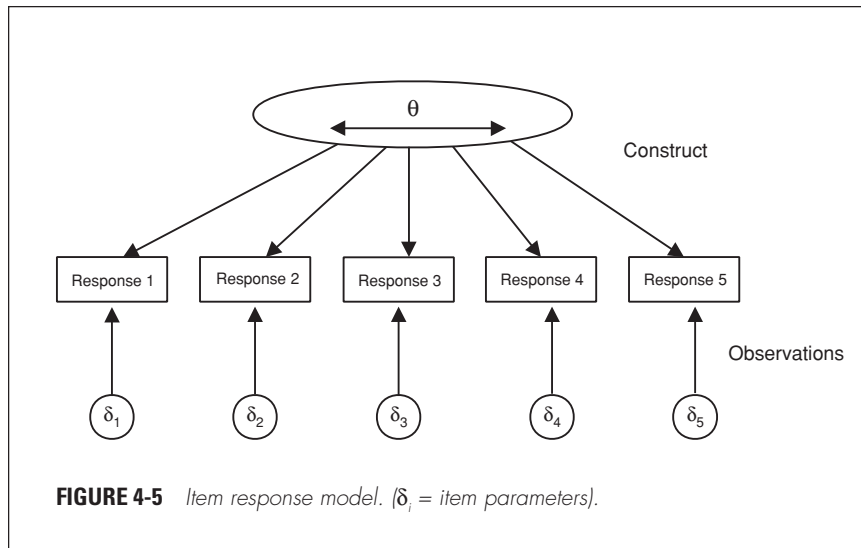 θ
Construct
Response 1 Response 2 Response 3 Response 4 Response 5
Observations
δ1 δ2 δ3 δ4 δ5
FIGURE 4-5 Item response model. (δi = item parameters).